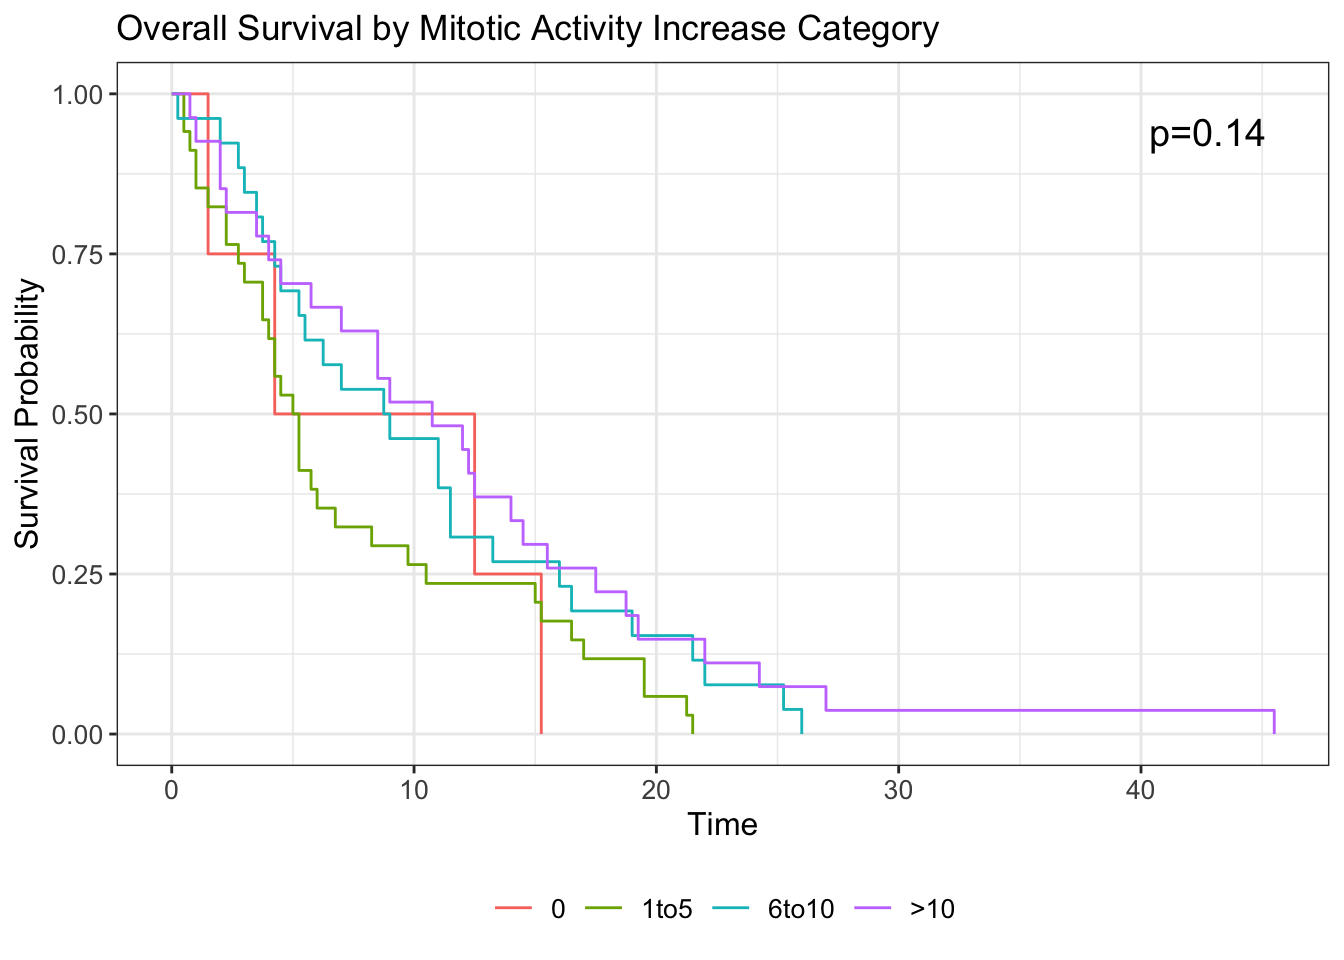 Overall Survival by Mitotic Activity Increase Category
p=0.14
Survival Probability
1.00
0.75
0.50
0.25
0.00
0 10 20 30 40
Time
0 1to5 6to10 >10